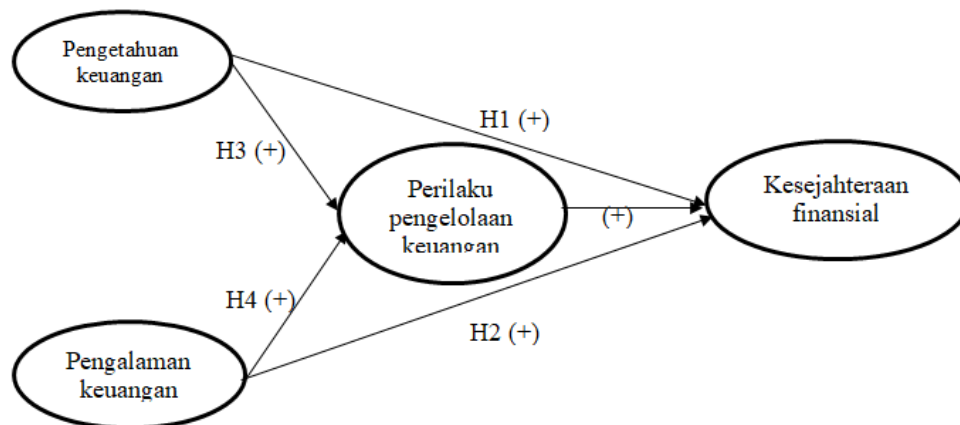 Pengetahuan
keuangan
H1 (+)
H3 (+)
Perilaku
pengelolaan
keuangan
(+)
Kesejahteraan
finansial
H4 (+)
H2 (+)
Pengalaman
keuangan